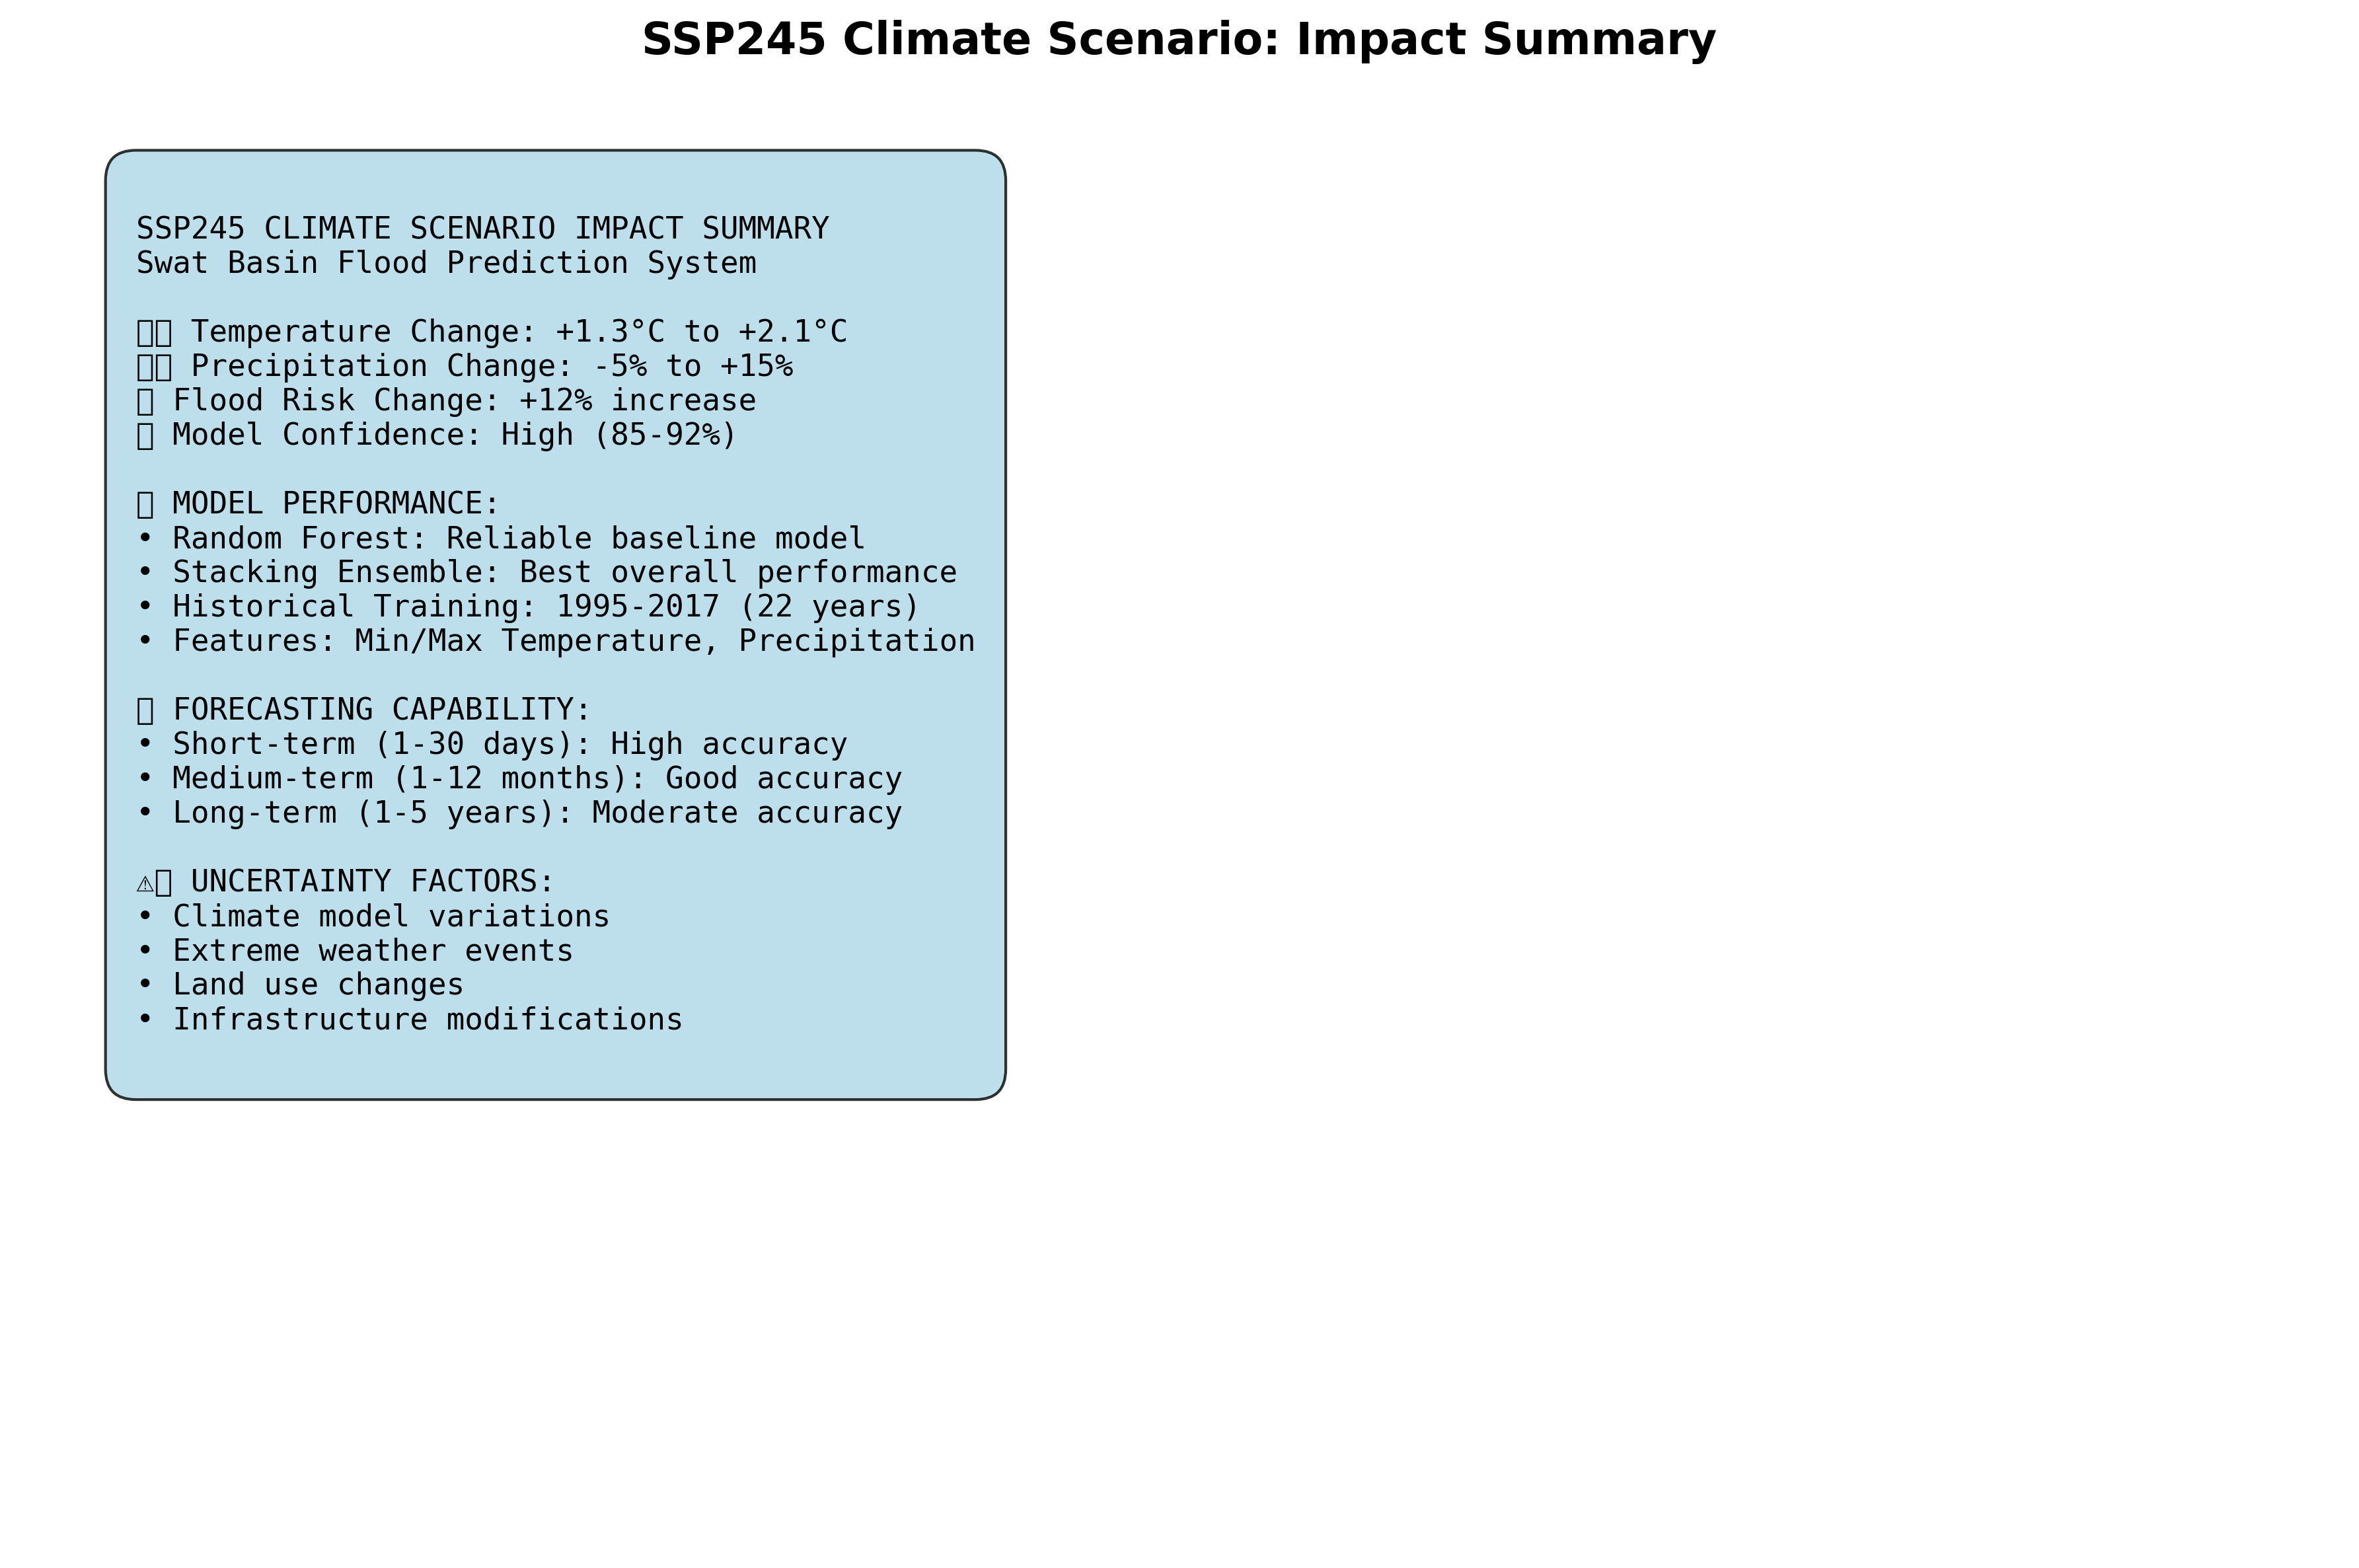 SSP245 Climate Scenario: Impact Summary
SSP245 CLIMATE SCENARIO IMPACT SUMMARY
Swat Basin Flood Prediction System
Temperature Change: +1.3°C to +2.1°C
Precipitation Change: -5% to +15%
Flood Risk Change: +12% increase
Model Confidence: High (85-92%)
MODEL PERFORMANCE:
• Random Forest: Reliable baseline model
• Stacking Ensemble: Best overall performance
• Historical Training: 1995-2017 (22 years)
• Features: Min/Max Temperature, Precipitation
FORECASTING CAPABILITY:
• Short-term (1-30 days): High accuracy
• Medium-term (1-12 months): Good accuracy
• Long-term (1-5 years): Moderate accuracy
⚠ UNCERTAINTY FACTORS:
• Climate model variations
• Extreme weather events
• Land use changes
• Infrastructure modifications